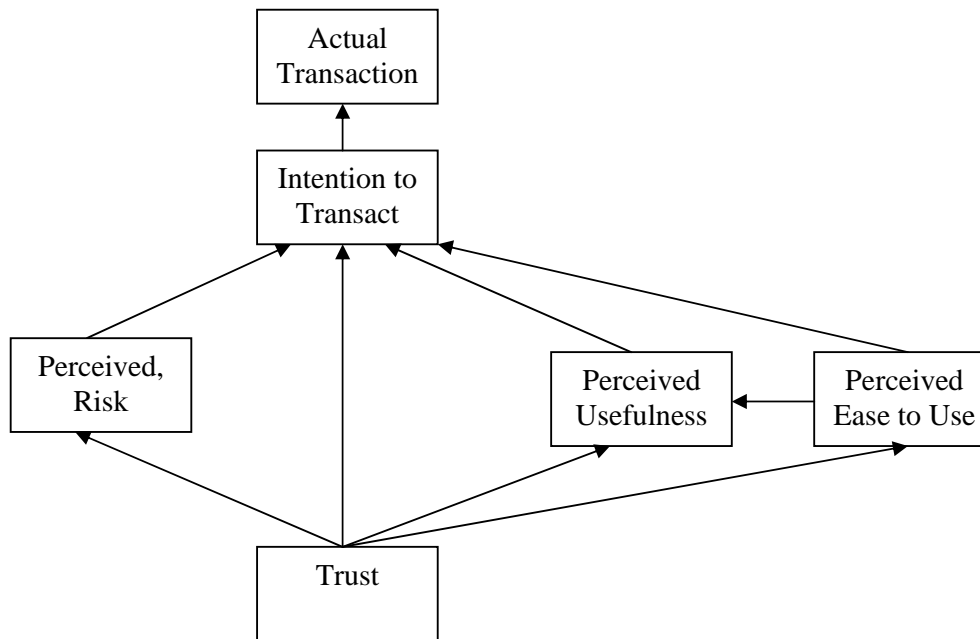 Actual
Transaction
Intention to
Transact
Perceived,
Risk
Perceived
Usefulness
Perceived
Ease to Use
Trust